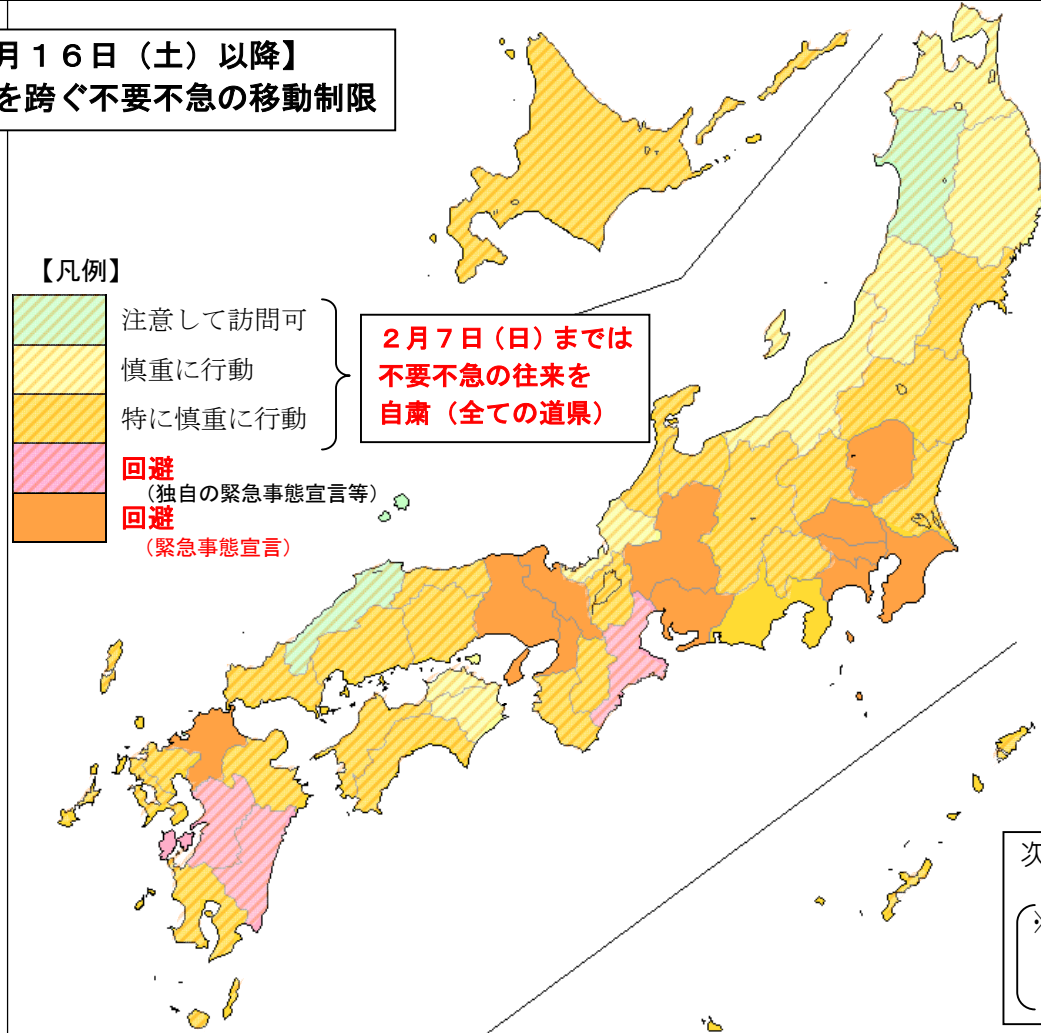 月１６日（土）以降】
を跨ぐ不要不急の移動制限
【凡例】
注意して訪問可
慎重に行動
特に慎重に行動
回避
（独自の緊急事態宣言等）
回避
（緊急事態宣言）
２月７日（日）までは
不要不急の往来を
自粛（全ての道県）
次
※